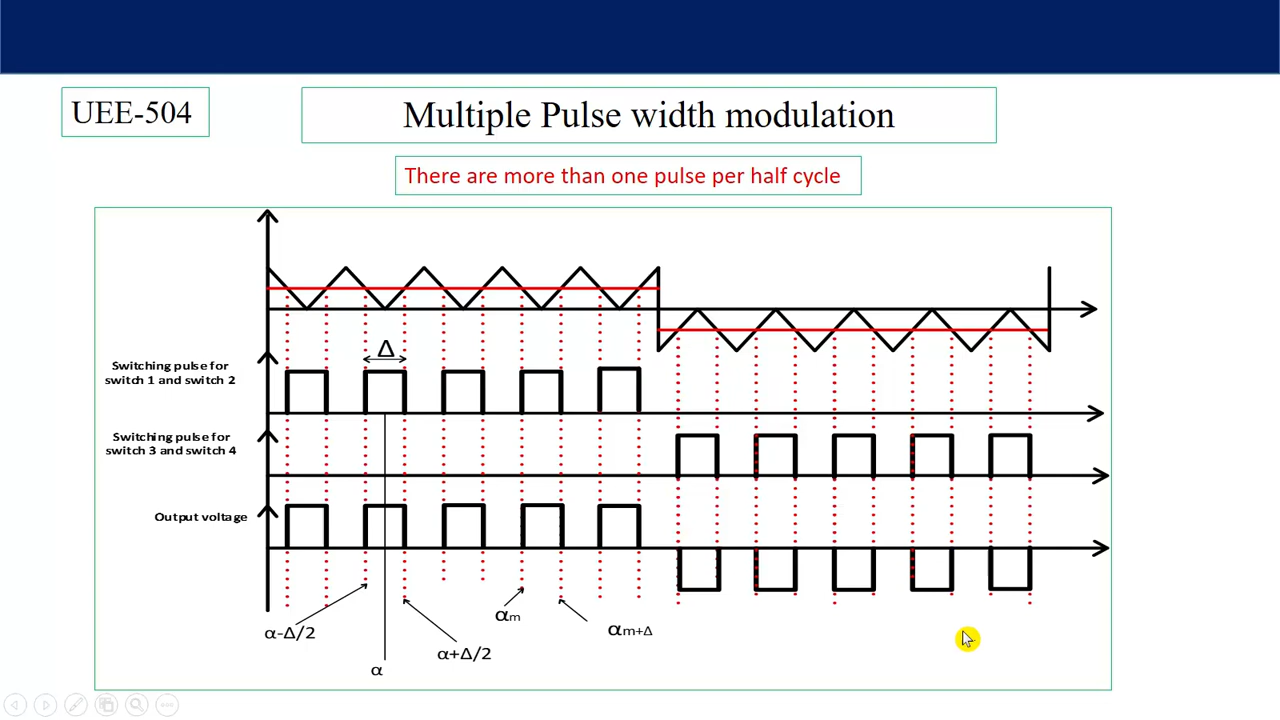 UEE-504
Multiple Pulse width modulation
There are more than one pulse per half cycle
Δ
Switching pulse for
switch 1 and switch 2
Switching pulse for
switch 3 and switch 4
Output voltage
α-Δ/2
α
α+Δ/2
αm
αm+Δ